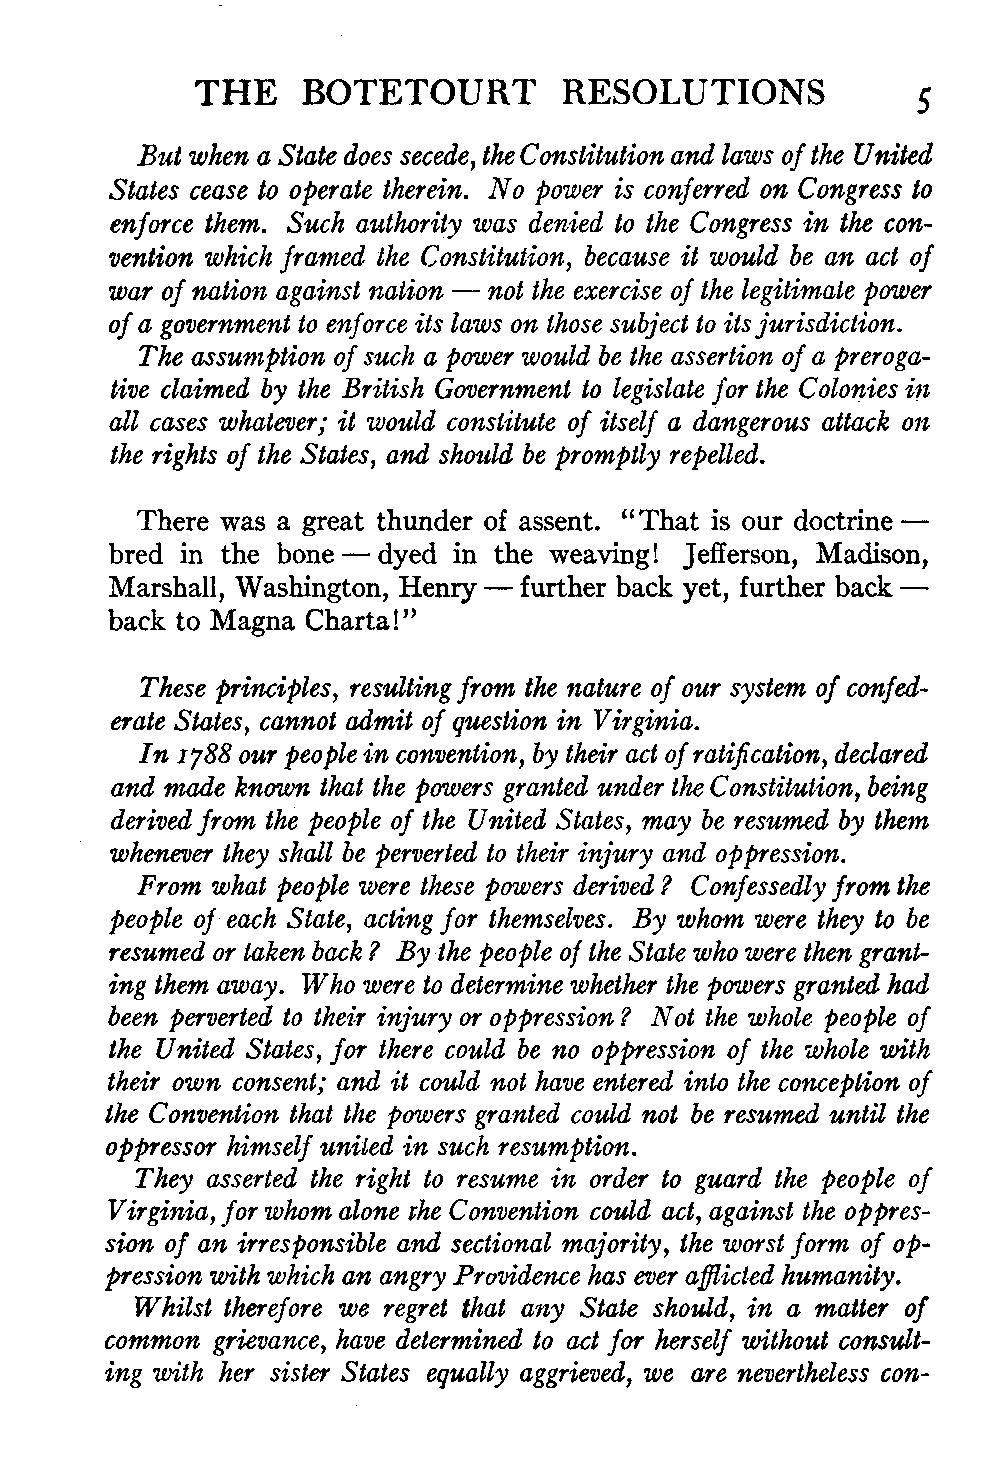 THE BOTETOURT RESOLUTIONS 5
But when a State does secede, the Constitution and laws of the United
States cease to operate therein. No power is conferred on Congress to
enforce them. Such authority was denied to the Congress in the con-
vention which framed the Constitution, because it would be an act of
war of nation against nation — not the exercise of the legitimate power
of a government to enforce its laws on those subject to its jurisdiction.
The assumption of such a power would be the assertion of a preroga-
tive claimed by the British Government to legislate for the Colonies in
all cases whatever; it would constitute of itself a dangerous attack on
the rights of the States, and should be promptly repelled.
There was a great thunder of assent. "That is our doctrine —
bred in the bone — dyed in the weaving! Jefferson, Madison,
Marshall, Washington, Henry — further back yet, further back —
back to Magna Charta!"
These principles, resulting from the nature of our system of confed-
erate States, cannot admit of question in Virginia.
In 1788 our people in convention, by their act of ratification, declared
and made known that the powers granted under the Constitution, being
derived from the people of the United States, may be resumed by them
whenever they shall be perverted to their injury and oppression.
From what people were these powers derived? Confessedly from the
people of each State, acting for themselves. By whom were they to be
resumed or taken back? By the people of the State who were then grant-
ing them away. Who were to determine whether the powers granted had
been perverted to their injury or oppression? Not the whole people of
the United States, for there could be no oppression of the whole with
their own consent; and it could not have entered into the conception of
the Convention that the powers granted could not be resumed until the
oppressor himself united in such resumption.
They asserted the right to resume in order to guard the people of
Virginia, for whom alone the Convention could act, against the oppres-
sion of an irresponsible and sectional majority, the worst form of op-
pression with which an angry Providence has ever afflicted humanity.
Whilst therefore we regret that any State should, in a matter of
common grievance, have determined to act for herself without consult-
ing with her sister States equally aggrieved, we are nevertheless con-